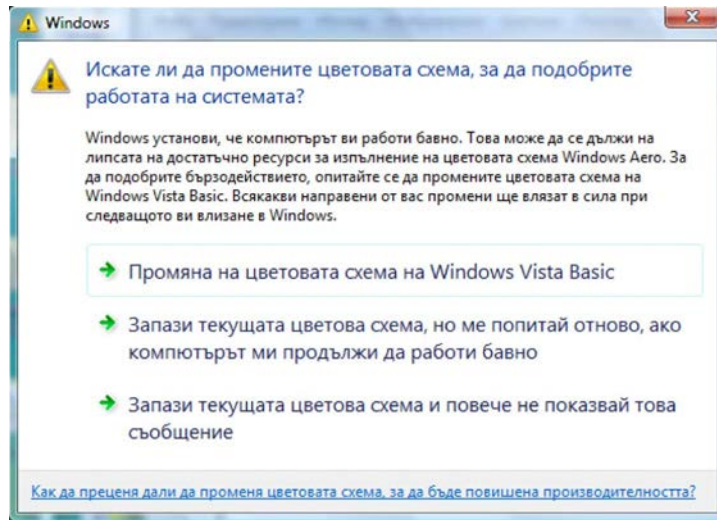 Windows
Искате ли да промените цветовата схема, за да подобрите
работата на системата?
Windows установи, че компютърът ви работи бавно. Това може да се дължи на
липсата на достатъчно ресурси за изпълнение на цветовата схема Windows Aero. За
да подобрите бързодействието, опитайте се да промените цветовата схема на
Windows Vista Basic. Всякакви направени от вас промени ще влязат в сила при
следващото ви влизане в Windows.
Промяна на цветовата схема на Windows Vista Basic
Запази текущата цветова схема, но ме попитай отново, ако
компютърът ми продължи да работи бавно
Запази текущата цветова схема и повече не показвай това
съобщение
Как да преценя дали да променя цветовата схема, за да бъде повишена производителността?